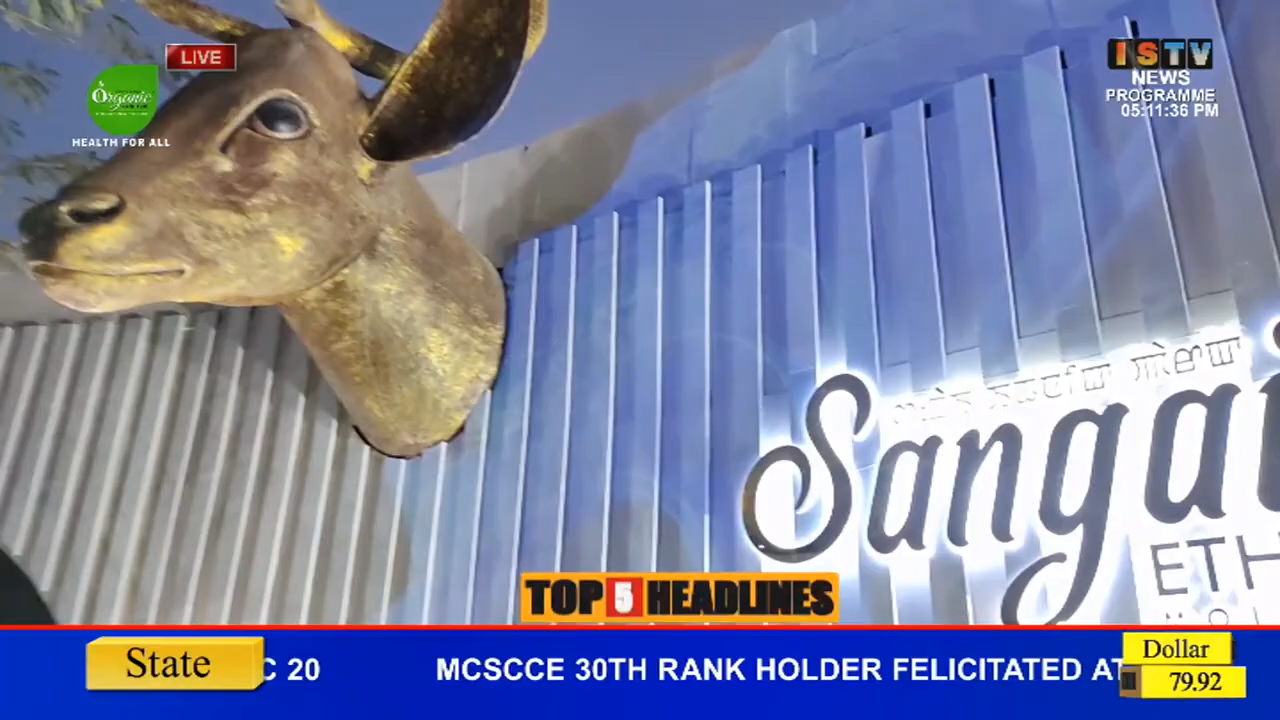 LIVE
Organic
HEALTH FOR ALL
ISTV
NEWS
PROGRAMME
05:11:36 PM
Sangai
ETH
TOP 5 HEADLINES
State
C 20
MCSCCE 30TH RANK HOLDER FELICITATED AT
Dollar
79.92